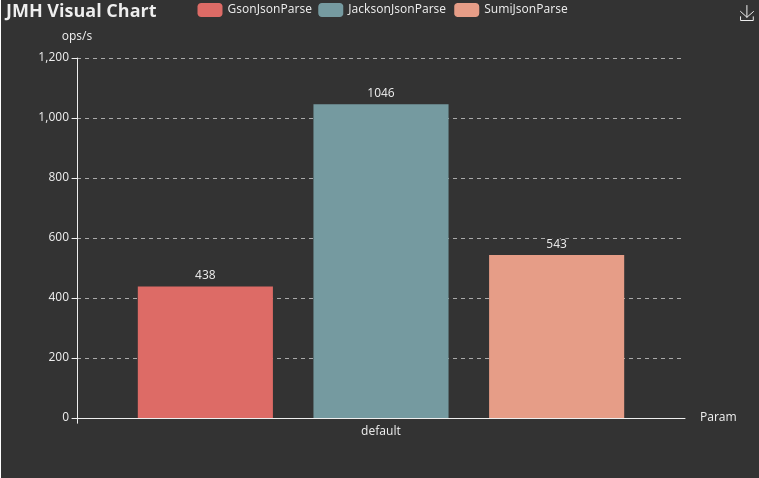 JMH Visual Chart
GsonJsonParse JacksonJsonParse SumiJsonParse
ops/s
1,200
1046
1,000
800
600
543
438
400
200
0
Param
default